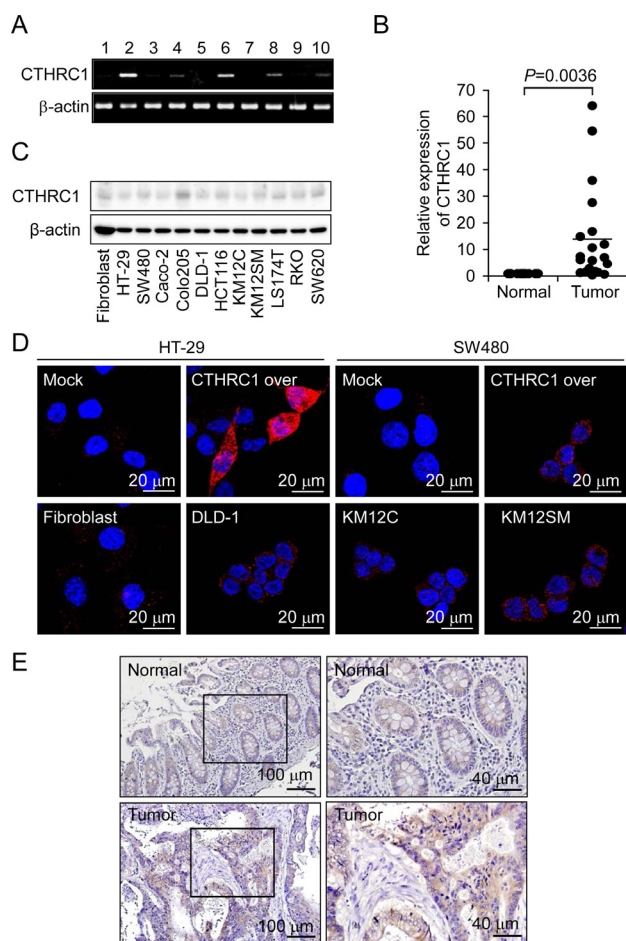 A
1 2 3 4 5 6 7 8 9 10
CTHRC1
β-actin
B
P=0.0036
Relative expression
of CTHRC1
70
60
50
40
30
20
10
0
Normal Tumor
C
CTHRC1
β-actin
Fibroblast
HT-29
SW480
Caco-2
Colo205
DLD-1
HCT116
KM12C
KM12SM
LS174T
RKO
SW620
D
HT-29 SW480
Mock CTHRC1 over Mock CTHRC1 over
20 μm 20 μm 20 μm 20 μm
Fibroblast DLD-1 KM12C KM12SM
20 μm 20 μm 20 μm 20 μm
E
Normal Normal
100 μm 40 μm
Tumor Tumor
100 μm 40 μm